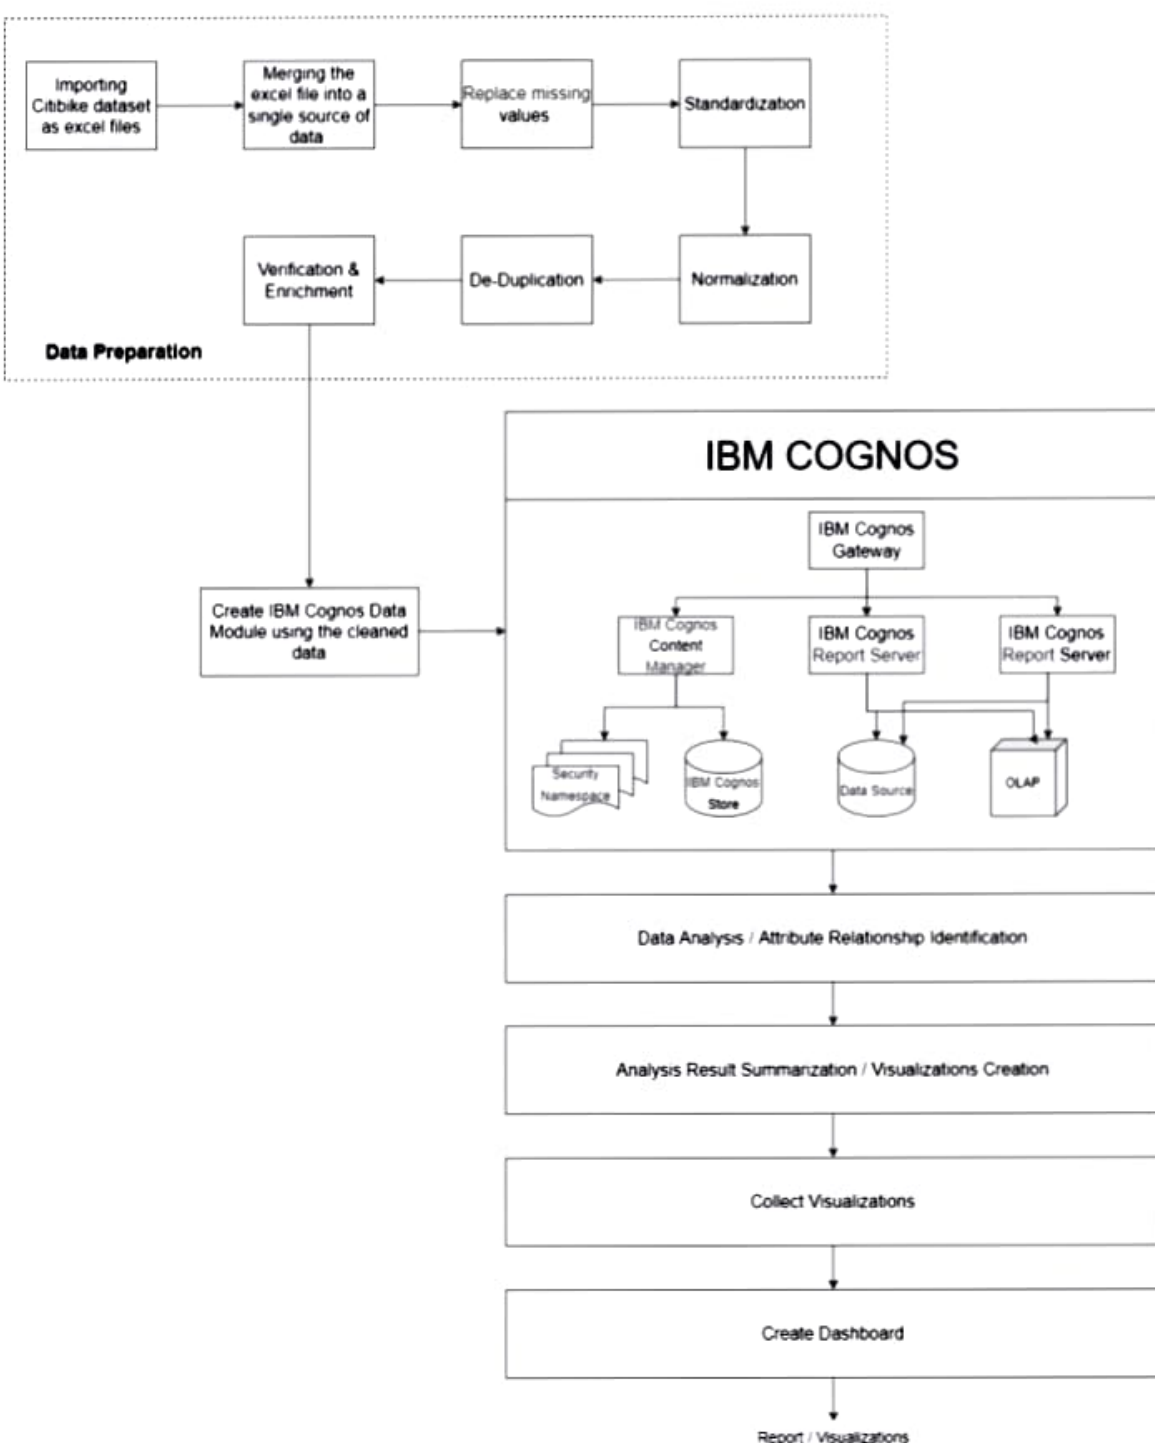 Importing
Citibike dataset
as excel files
Merging the
excel file into a
single source of
data
Replace missing
values
Standardization
Verification &
Enrichment
De-Duplication
Normalization
Data Preparation
IBM COGNOS
IBM Cognos
Gateway
Create IBM Cognos Data
Module using the cleaned
data
IBM Cognos
Content
Manager
IBM Cognos
Report Server
IBM Cognos
Report Server
Security
Namespace
IBM Cognos
Store
Data Source
OLAP
Data Analysis / Attribute Relationship Identification
Analysis Result Summarization / Visualizations Creation
Collect Visualizations
Create Dashboard
Report / Visualizations